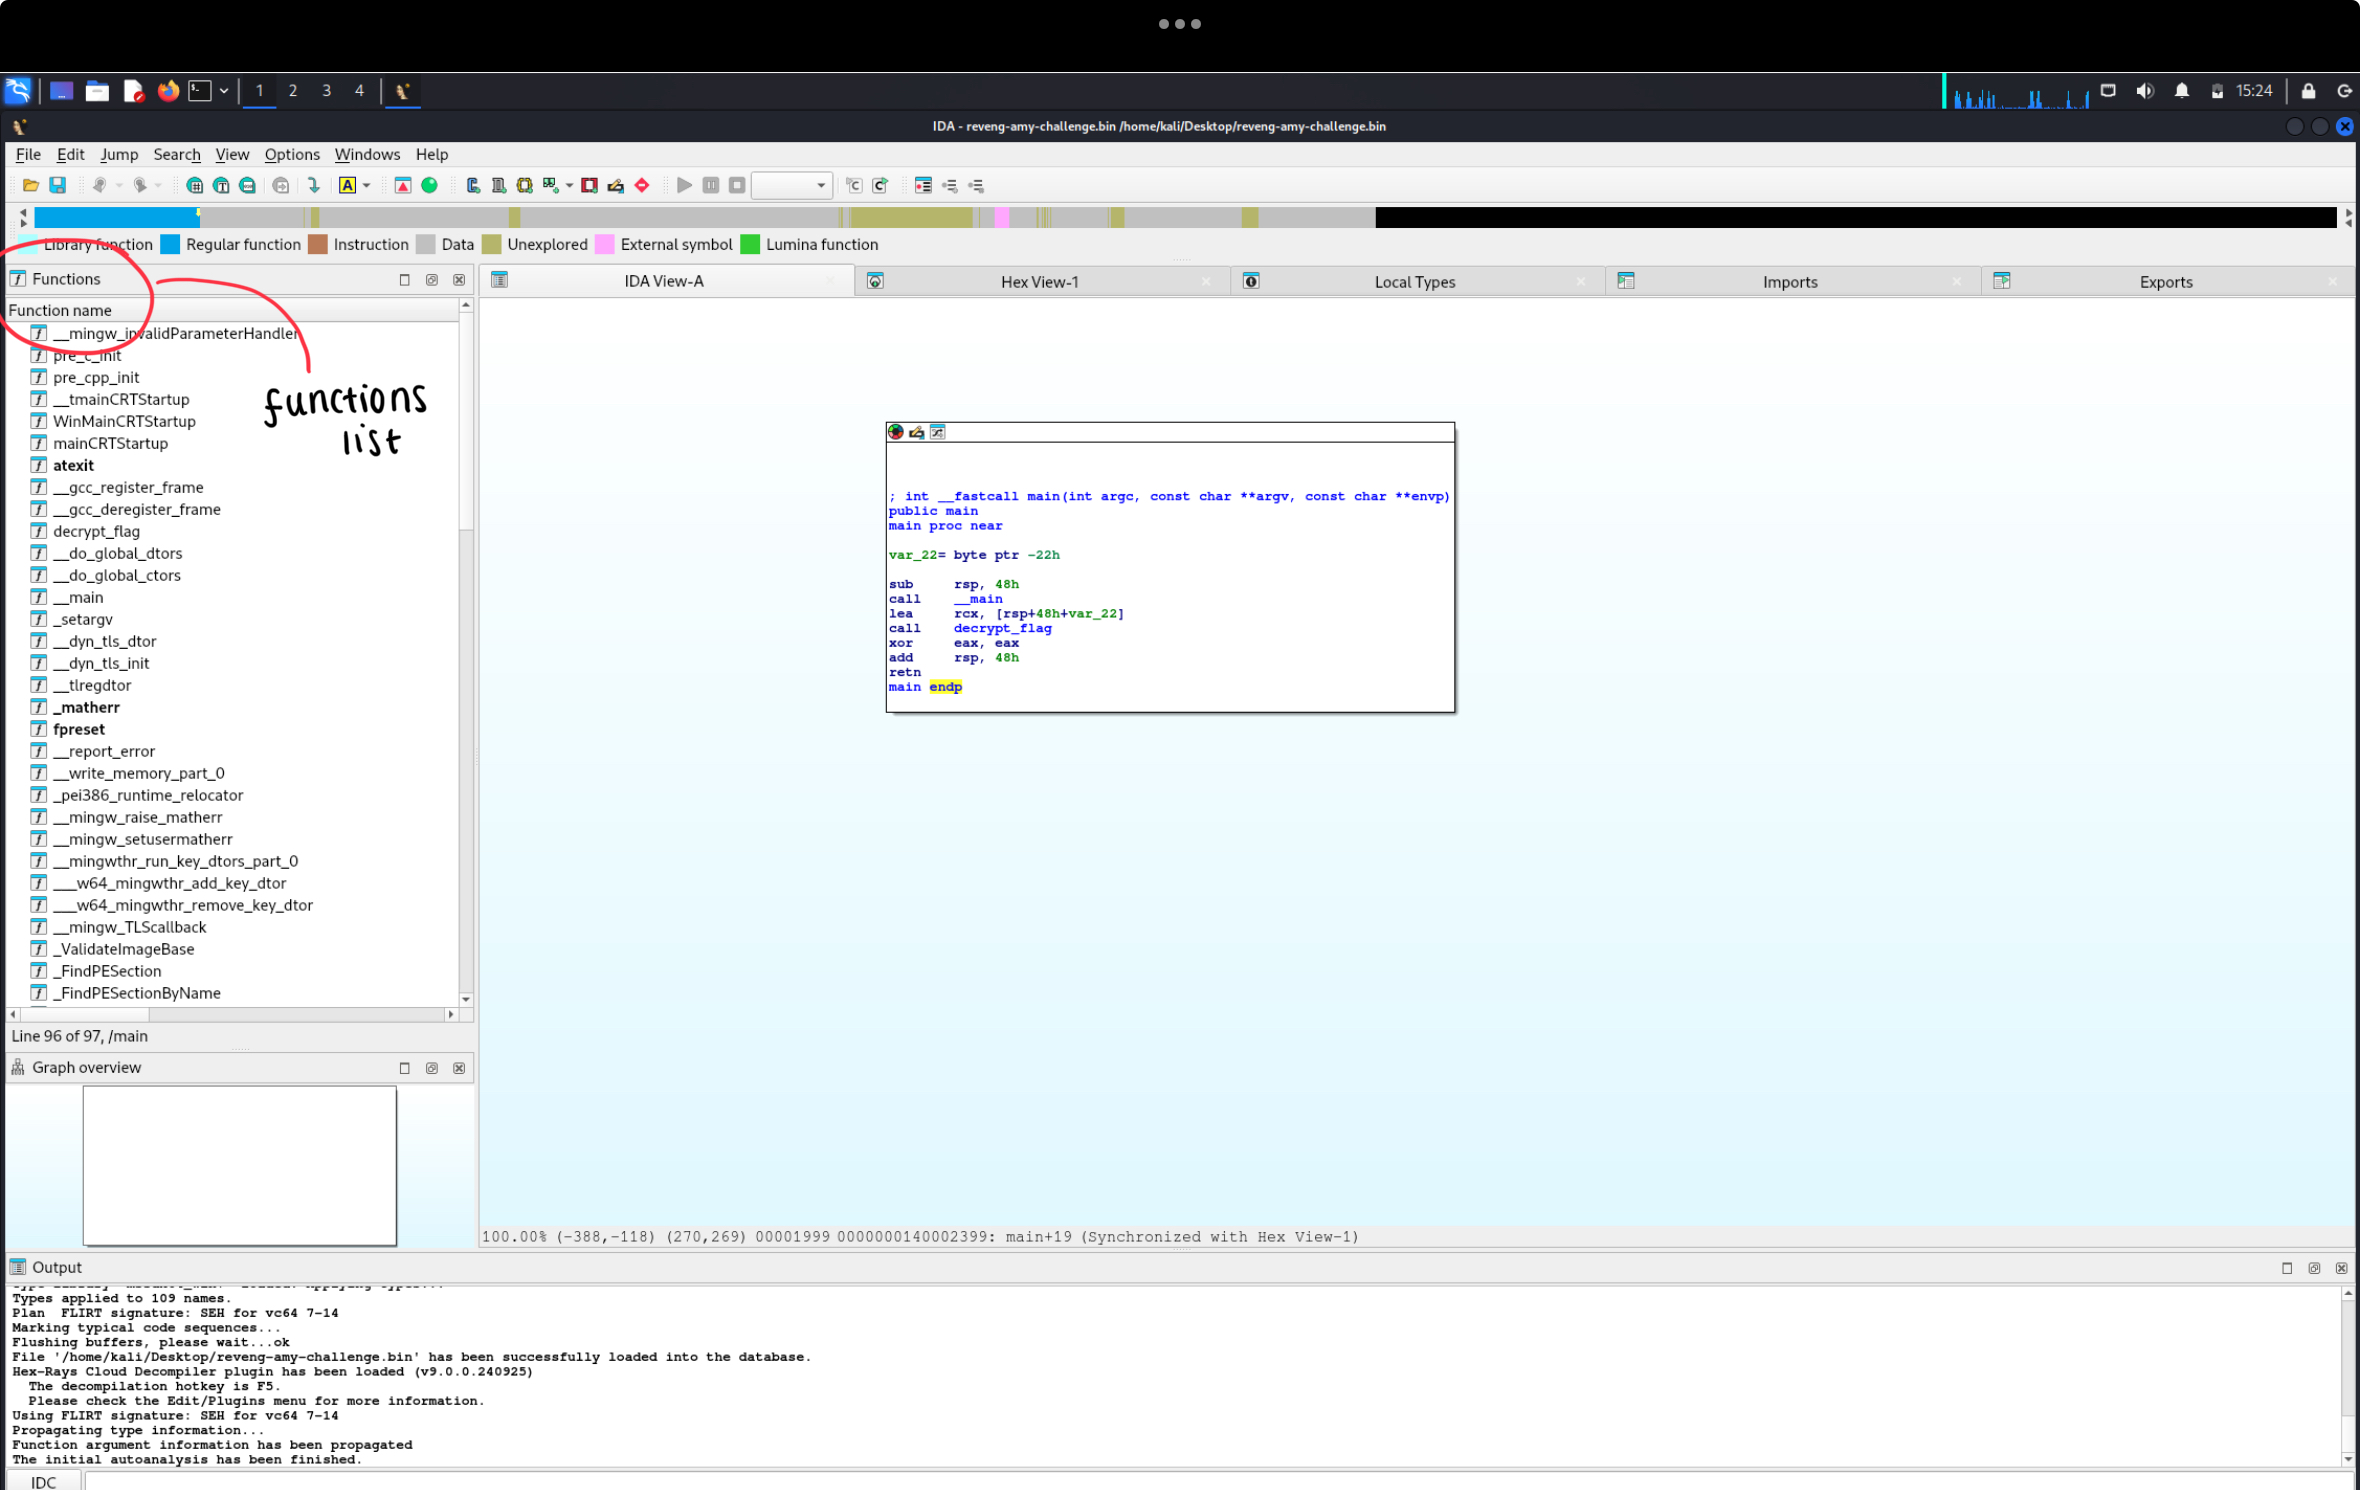 1 2 3 4 15:24
IDA - reveng-amy-challenge.bin /home/kali/Desktop/reveng-amy-challenge.bin
File Edit Jump Search View Options Windows Help
Library function Regular function Instruction Data Unexplored External symbol Lumina function
Functions
IDA View-A Hex View-1 Local Types Imports Exports
Function name
__mingw_invalidParameterHandler
pre_c_init
pre_cpp_init
__tmainCRTStartup
WinMainCRTStartup
mainCRTStartup
atexit
__gcc_register_frame
__gcc_deregister_frame
decrypt_flag
__do_global_dtors
__do_global_ctors
__main
_setargv
__dyn_tls_dtor
__dyn_tls_init
__tlregdtor
_matherr
fpreset
__report_error
__write_memory_part_0
_pei386_runtime_relocator
__mingw_raise_matherr
__mingw_setusermatherr
__mingwthr_run_key_dtors_part_0
___w64_mingwthr_add_key_dtor
___w64_mingwthr_remove_key_dtor
__mingw_TLScallback
_ValidateImageBase
_FindPESection
_FindPESectionByName
functions
list
Line 96 of 97, /main
Graph overview
; int __fastcall main(int argc, const char **argv, const char **envp)
public main
main proc near
var_22= byte ptr -22h
sub rsp, 48h
call __main
lea rcx, [rsp+48h+var_22]
call decrypt_flag
xor eax, eax
add rsp, 48h
retn
main endp
100.00% (-388,-118) (270,269) 00001999 0000000140002399: main+19 (Synchronized with Hex View-1)
Output
Types applied to 109 names.
Plan FLIRT signature: SEH for vc64 7-14
Marking typical code sequences...
Flushing buffers, please wait...ok
File '/home/kali/Desktop/reveng-amy-challenge.bin' has been successfully loaded into the database.
Hex-Rays Cloud Decompiler plugin has been loaded (v9.0.0.240925)
The decompilation hotkey is F5.
Please check the Edit/Plugins menu for more information.
Using FLIRT signature: SEH for vc64 7-14
Propagating type information...
Function argument information has been propagated
The initial autoanalysis has been finished.
IDC